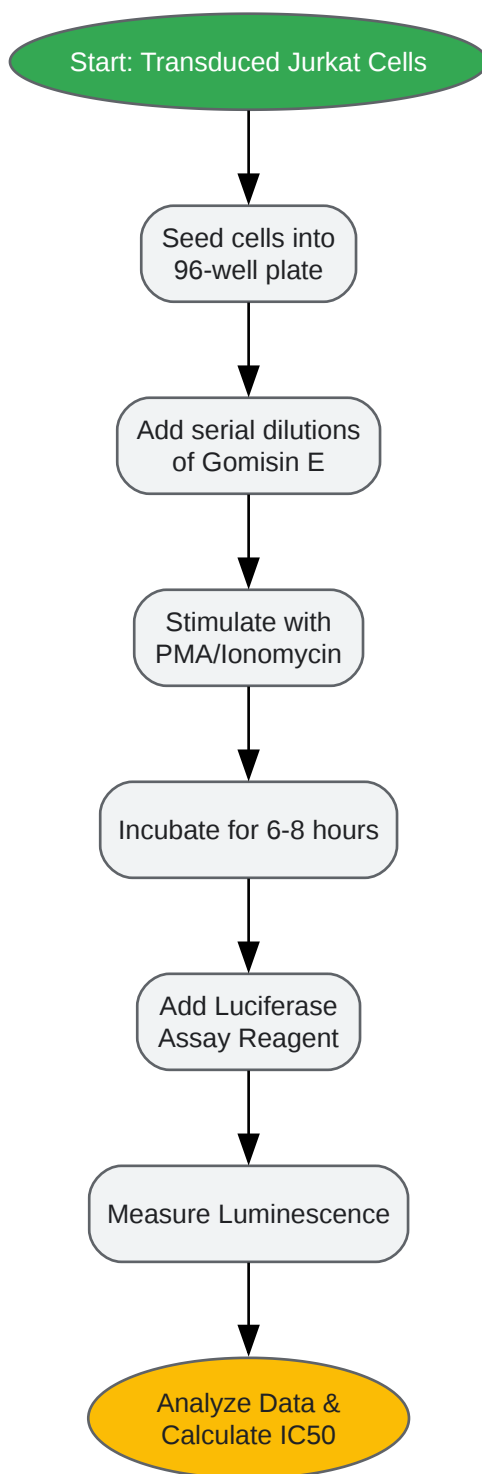 Start: Transduced Jurkat Cells
Seed cells into
96-well plate
Add serial dilutions
of Gomisin E
Stimulate with
PMA/Ionomycin
Incubate for 6-8 hours
Add Luciferase
Assay Reagent
Measure Luminescence
Analyze Data &
Calculate IC50